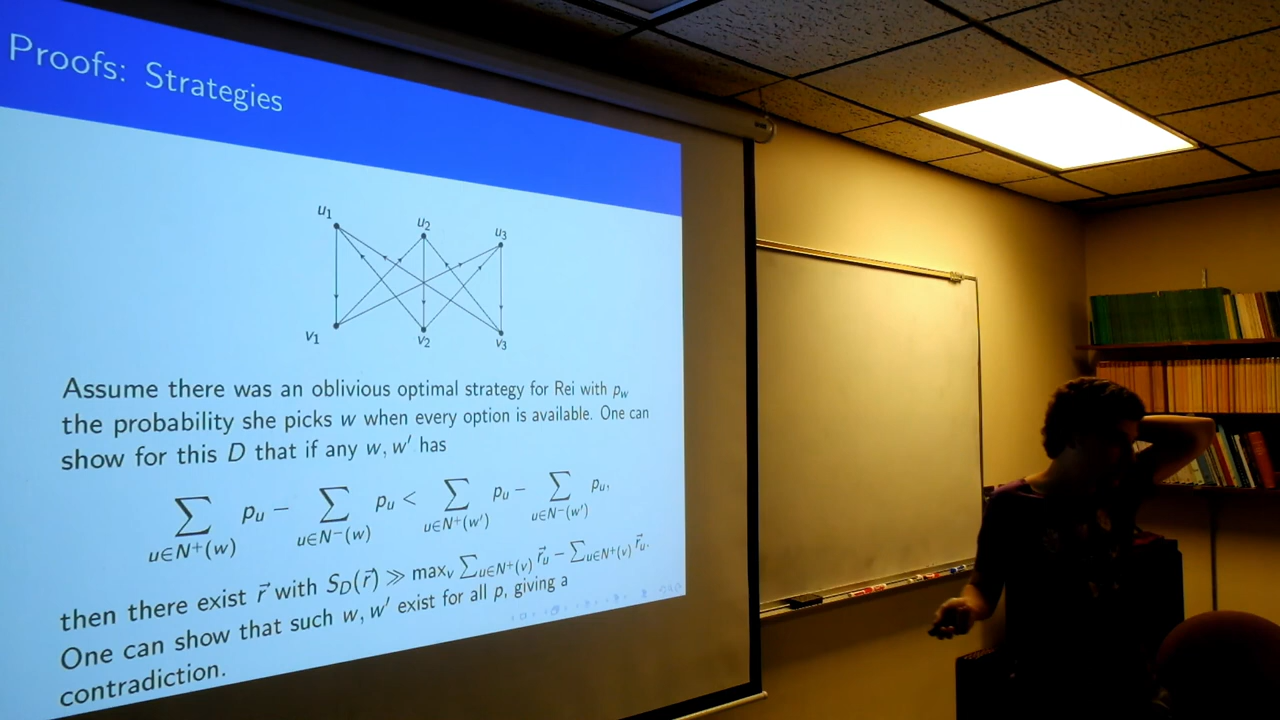 Proofs: Strategies
u₁ u₂ u₃
v₁ v₂ v₃
Assume there was an oblivious optimal strategy for Rei with p_w
the probability she picks w when every option is available. One can
show for this D that if any w, w′ has
∑_{u∈N⁺(w)} p_u − ∑_{u∈N⁻(w)} p_u < ∑_{u∈N⁺(w′)} p_u − ∑_{u∈N⁻(w′)} p_u,
then there exist r⃗ with S_D(r⃗) ≫ max_v ∑_{u∈N⁺(v)} r⃗_u − ∑_{u∈N⁺(v)} r⃗_u.
One can show that such w, w′ exist for all p, giving a
contradiction.